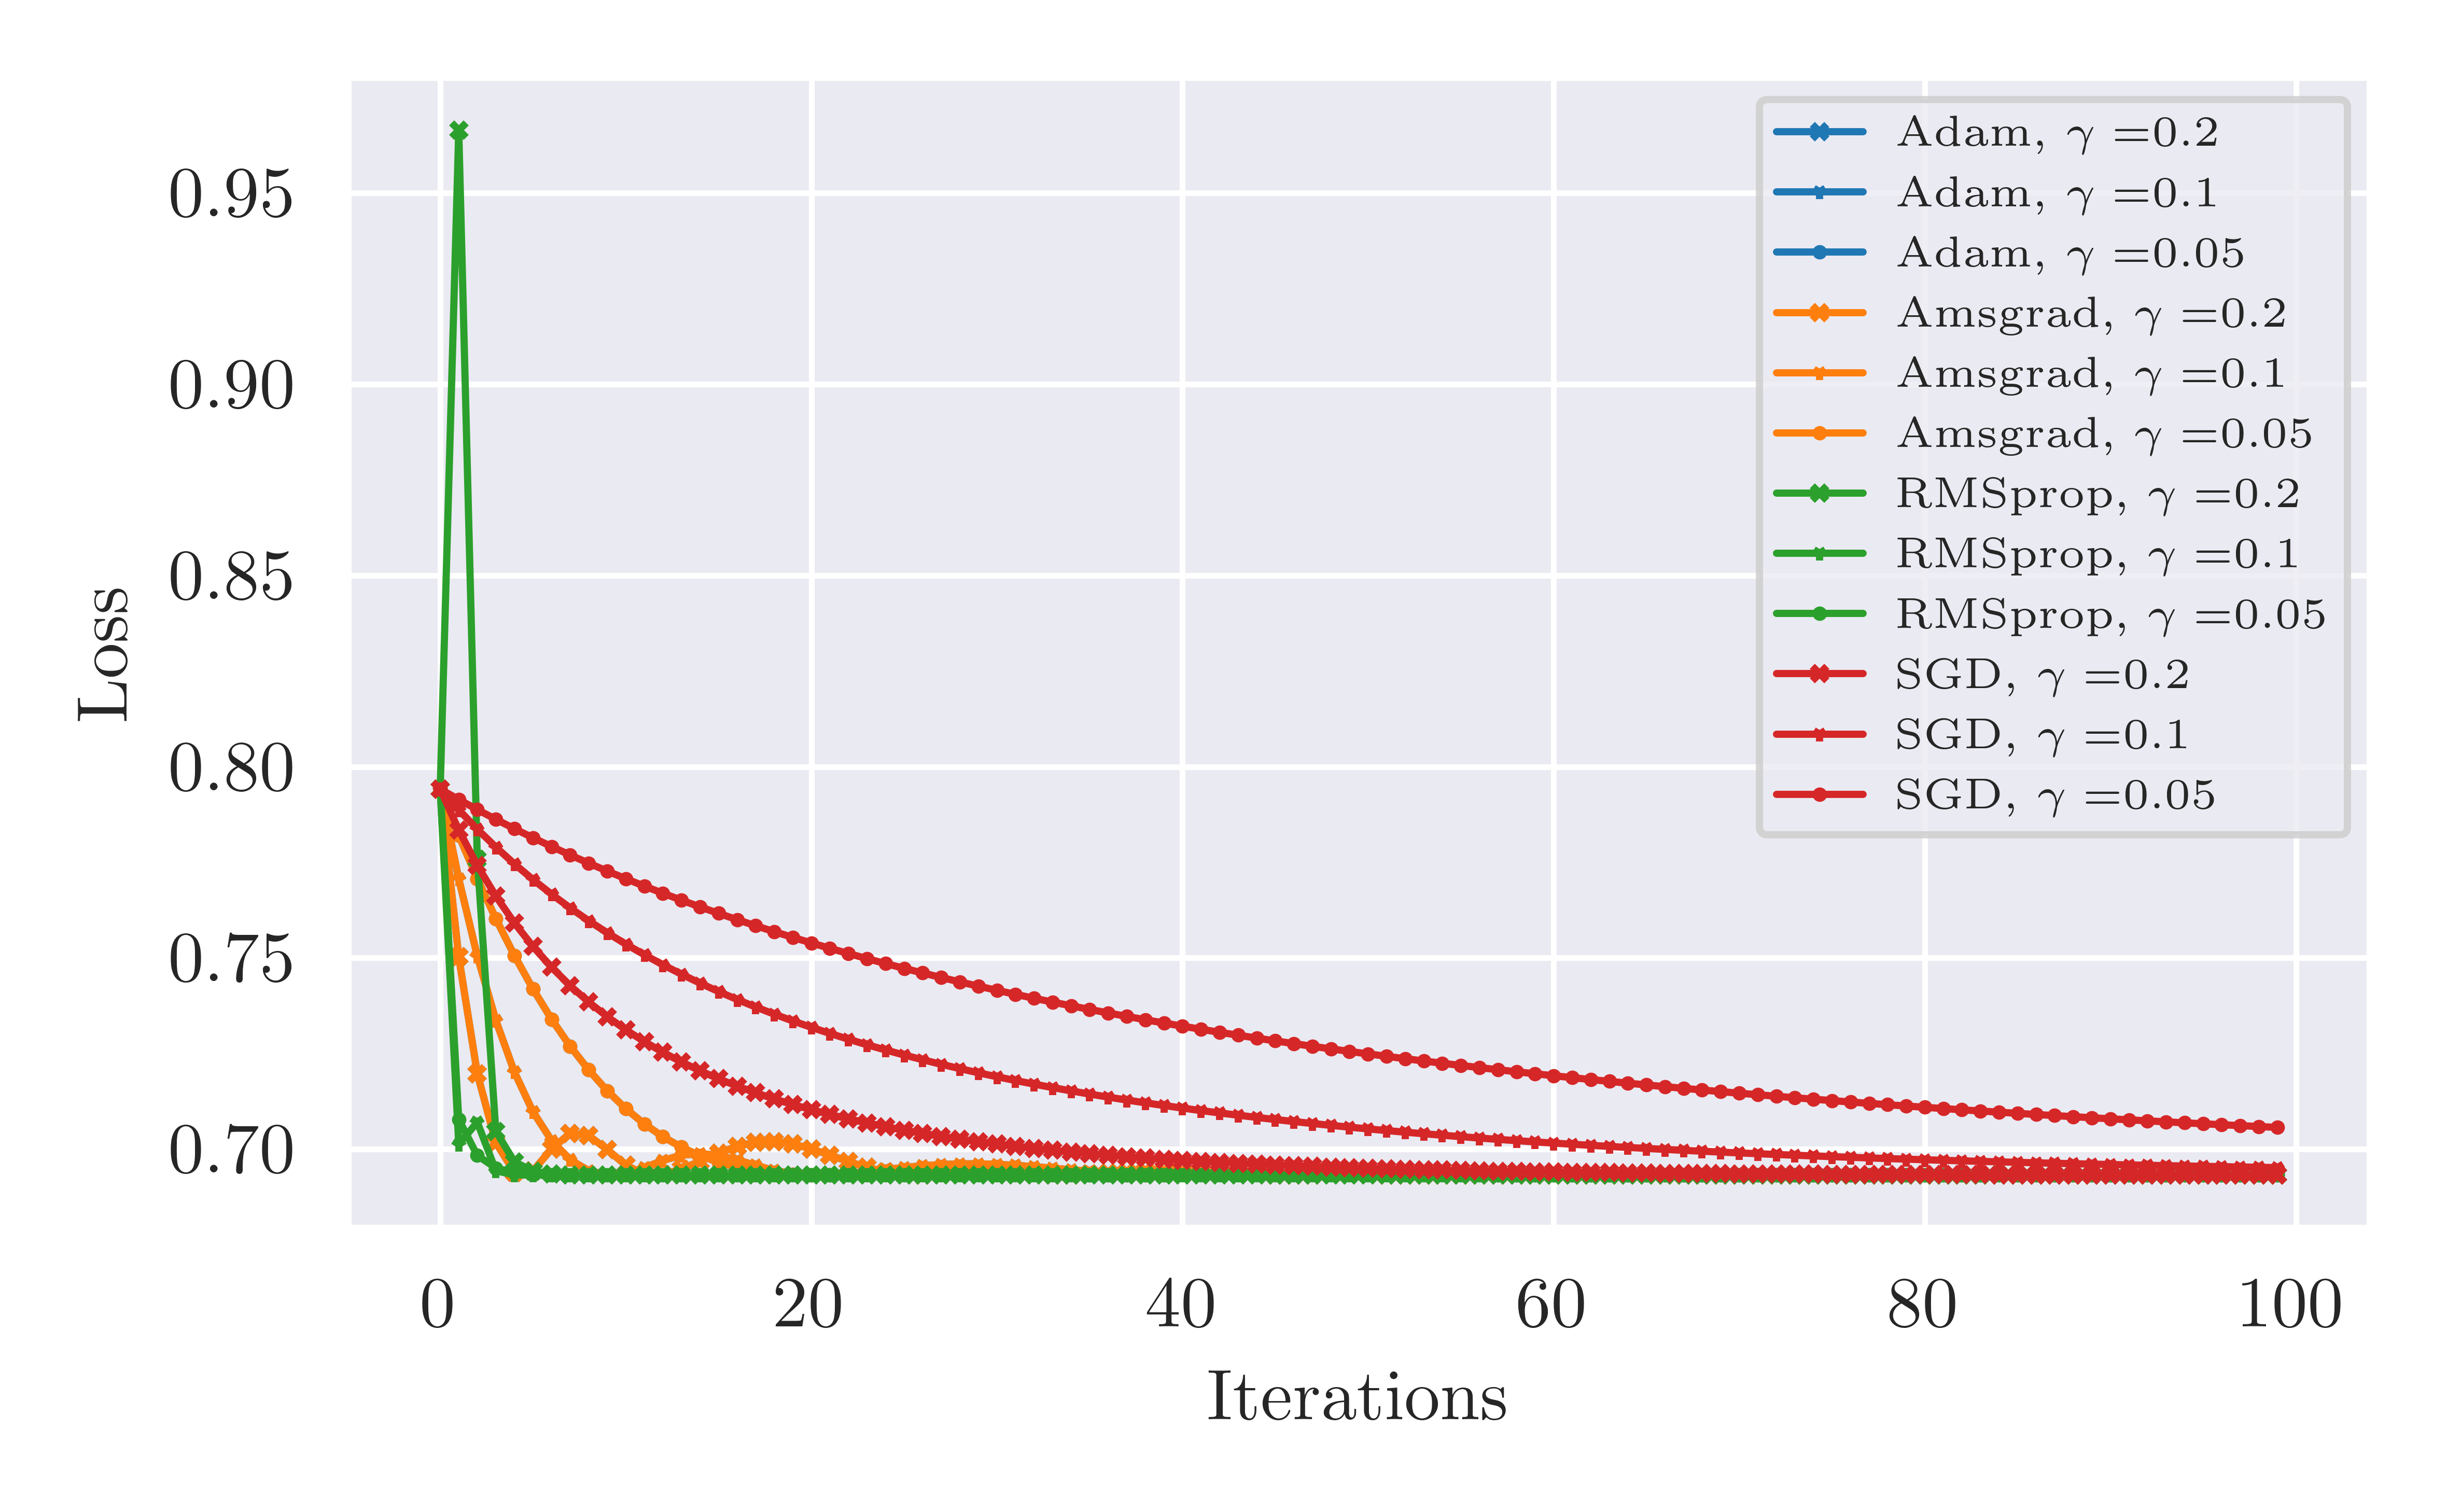 0.95
0.90
0.85
0.80
0.75
0.70
Loss
0
20
40
60
80
100
Iterations
Adam, γ =0.2
Adam, γ =0.1
Adam, γ =0.05
Amsgrad, γ =0.2
Amsgrad, γ =0.1
Amsgrad, γ =0.05
RMSprop, γ =0.2
RMSprop, γ =0.1
RMSprop, γ =0.05
SGD, γ =0.2
SGD, γ =0.1
SGD, γ =0.05